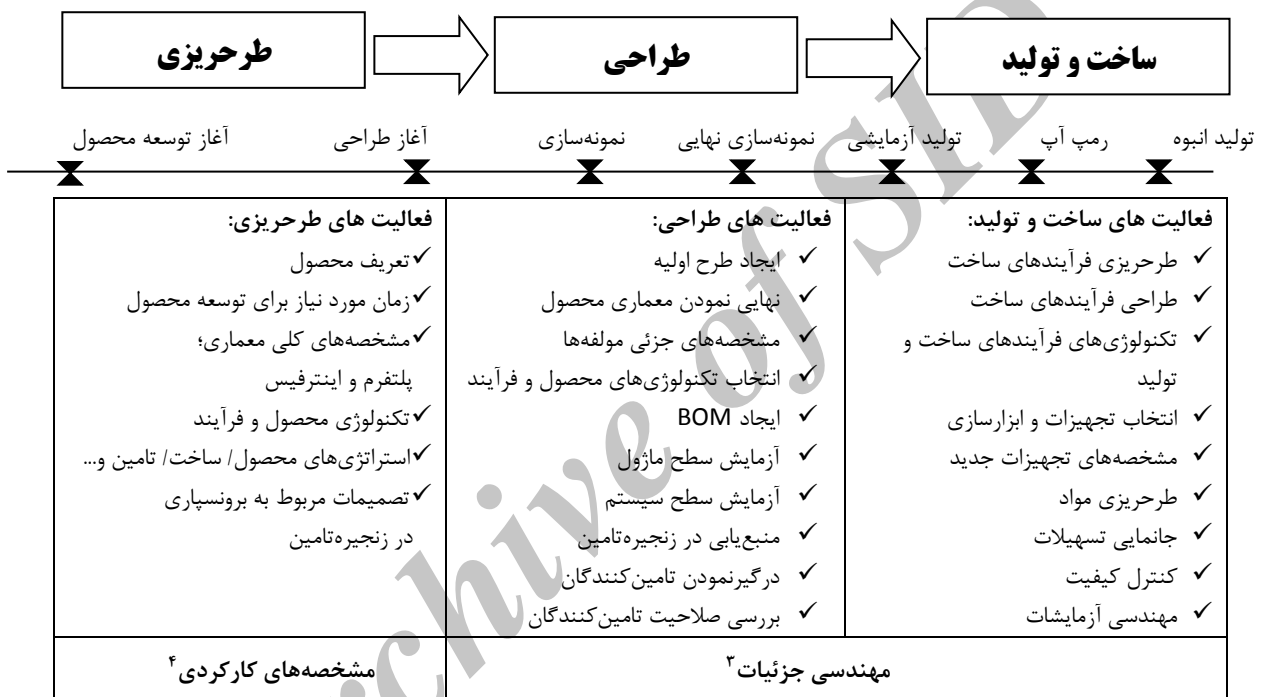 طرحریزی
طراحی
ساخت و تولید
آغاز توسعه محصول
آغاز طراحی
نمونه‌سازی
نمونه‌سازی نهایی
تولید آزمایشی
رمپ آپ
تولید انبوه
فعالیت های طرحریزی:
✓ تعریف محصول
✓ زمان مورد نیاز برای توسعه محصول
✓ مشخصه‌های کلی معماری؛
پلتفرم و اینترفیس
✓ تکنولوژی محصول و فرآیند
✓ استراتژی‌های محصول/ ساخت/ تامین و...
✓ تصمیمات مربوط به برونسپاری
در زنجیره‌تامین
فعالیت های طراحی:
✓ ایجاد طرح اولیه
✓ نهایی نمودن معماری محصول
✓ مشخصه‌های جزئی مولفه‌ها
✓ انتخاب تکنولوژی‌های محصول و فرآیند
✓ ایجاد BOM
✓ آزمایش سطح ماژول
✓ آزمایش سطح سیستم
✓ منبع‌یابی در زنجیره‌تامین
✓ درگیرنمودن تامین‌کنندگان
✓ بررسی صلاحیت تامین‌کنندگان
فعالیت های ساخت و تولید:
✓ طرحریزی فرآیندهای ساخت
✓ طراحی فرآیندهای ساخت
✓ تکنولوژی‌های فرآیندهای ساخت و
تولید
✓ انتخاب تجهیزات و ابزارسازی
✓ مشخصه‌های تجهیزات جدید
✓ طرحریزی مواد
✓ جانمایی تسهیلات
✓ کنترل کیفیت
✓ مهندسی آزمایشات
مشخصه‌های کارکردی۴
مهندسی جزئیات۳
chive of SID